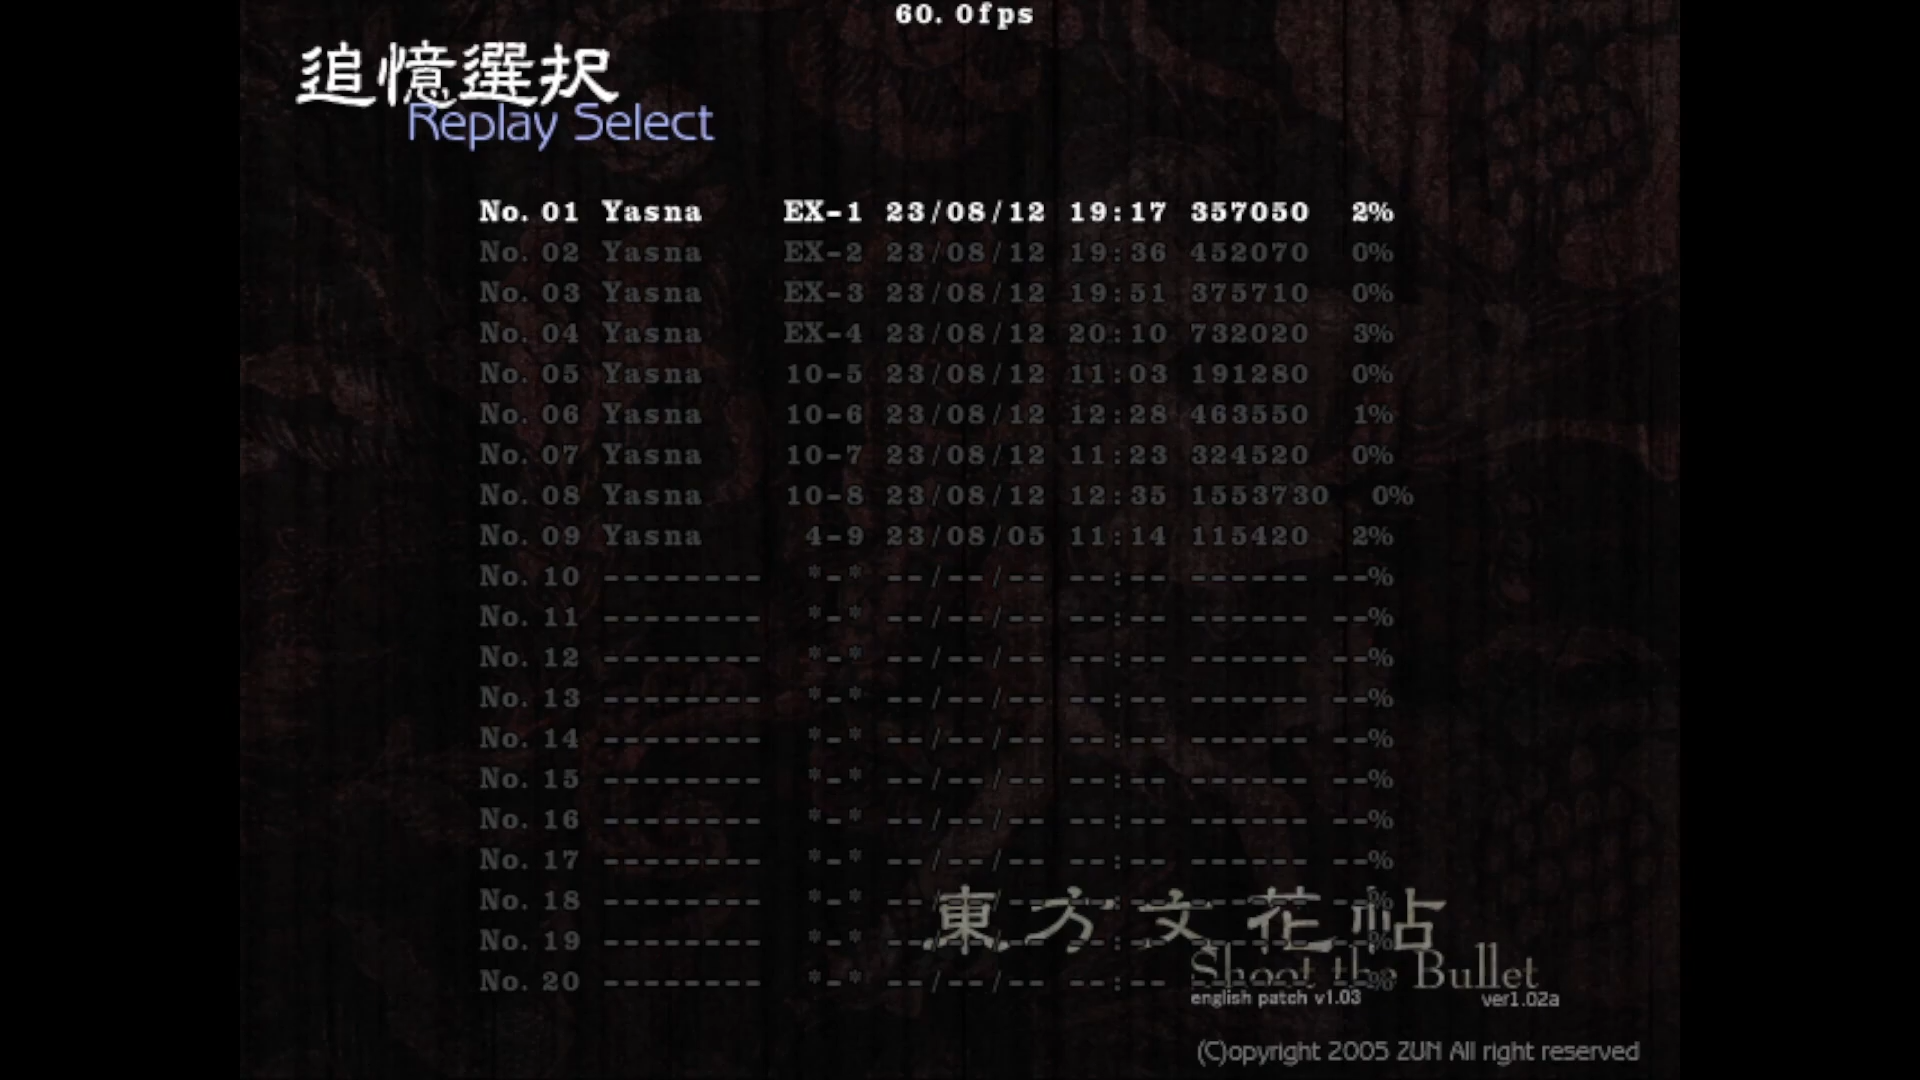 60.0fps
追憶選択
Replay Select
No. 01 Yasna EX-1 23/08/12 19:17 357050 2%
No. 02 Yasna EX-2 23/08/12 19:36 452070 0%
No. 03 Yasna EX-3 23/08/12 19:51 375710 0%
No. 04 Yasna EX-4 23/08/12 20:10 732020 3%
No. 05 Yasna 10-5 23/08/12 11:03 191280 0%
No. 06 Yasna 10-6 23/08/12 12:28 463550 1%
No. 07 Yasna 10-7 23/08/12 11:23 324520 0%
No. 08 Yasna 10-8 23/08/12 12:35 1553730 0%
No. 09 Yasna 4-9 23/08/05 11:14 115420 2%
No. 10 -------- *-* --/--/-- --:-- ------ --%
No. 11 -------- *-* --/--/-- --:-- ------ --%
No. 12 -------- *-* --/--/-- --:-- ------ --%
No. 13 -------- *-* --/--/-- --:-- ------ --%
No. 14 -------- *-* --/--/-- --:-- ------ --%
No. 15 -------- *-* --/--/-- --:-- ------ --%
No. 16 -------- *-* --/--/-- --:-- ------ --%
No. 17 -------- *-* --/--/-- --:-- ------ --%
No. 18 -------- *-* --/--/-- --:-- ------ --%
No. 19 -------- *-* --/--/-- --:-- ------ --%
No. 20 -------- *-* --/--/-- --:-- ------ --%
東方文花帖
Shoot the Bullet
english patch v1.03 ver1.02a
(C)opyright 2005 ZUN All right reserved